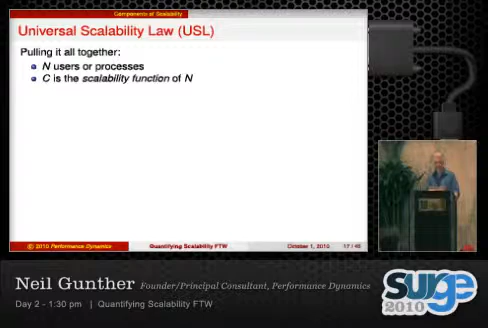 Components of Scalability
Universal Scalability Law (USL)
Pulling it all together:
N users or processes
C is the scalability function of N
© 2010 Performance Dynamics
Quantifying Scalability FTW
October 1, 2010
17 / 45
Neil Gunther Founder/Principal Consultant, Performance Dynamics
Day 2 - 1:30 pm | Quantifying Scalability FTW
surge
2010